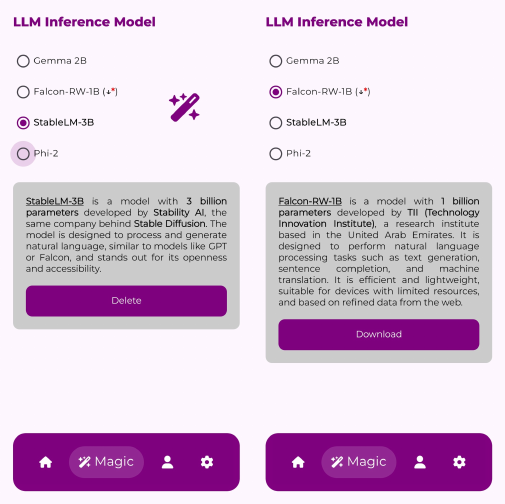 LLM Inference Model
Gemma 2B
Falcon-RW-1B (↓*)
StableLM-3B
Phi-2
StableLM-3B is a model with 3 billion
parameters developed by Stability AI, the
same company behind Stable Diffusion. The
model is designed to process and generate
natural language, similar to models like GPT
or Falcon, and stands out for its openness
and accessibility.
Delete
Magic
LLM Inference Model
Gemma 2B
Falcon-RW-1B (↓*)
StableLM-3B
Phi-2
Falcon-RW-1B is a model with 1 billion
parameters developed by TII (Technology
Innovation Institute), a research institute
based in the United Arab Emirates. It is
designed to perform natural language
processing tasks such as text generation,
sentence completion, and machine
translation. It is efficient and lightweight,
suitable for devices with limited resources,
and based on refined data from the web.
Download
Magic